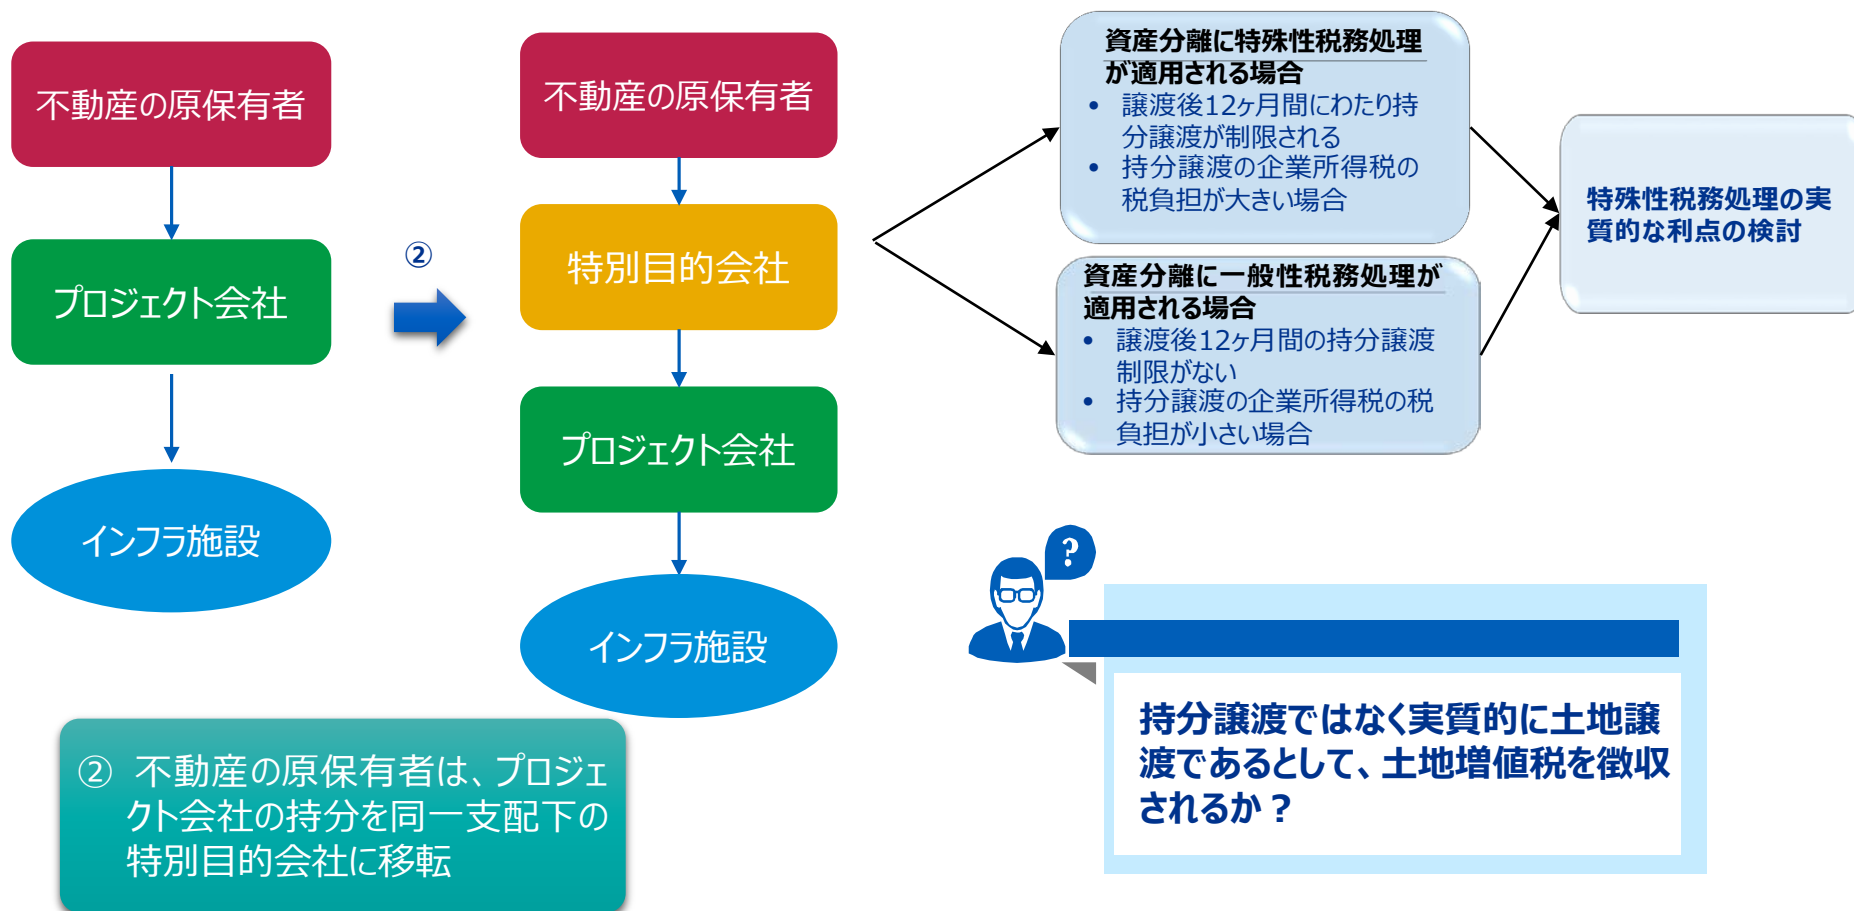 不動産の原保有者
プロジェクト会社
インフラ施設
②
不動産の原保有者
特別目的会社
プロジェクト会社
インフラ施設
② 不動産の原保有者は、プロジェ
クト会社の持分を同一支配下の
特別目的会社に移転
資産分離に特殊性税務処理
が適用される場合
• 譲渡後12ヶ月間にわたり持
分譲渡が制限される
• 持分譲渡の企業所得税の
税負担が大きい場合
資産分離に一般性税務処理が
適用される場合
• 譲渡後12ヶ月間の持分譲渡
制限がない
• 持分譲渡の企業所得税の税
負担が小さい場合
特殊性税務処理の実
質的な利点の検討
?
持分譲渡ではなく実質的に土地譲
渡であるとして、土地増値税を徴収
されるか？